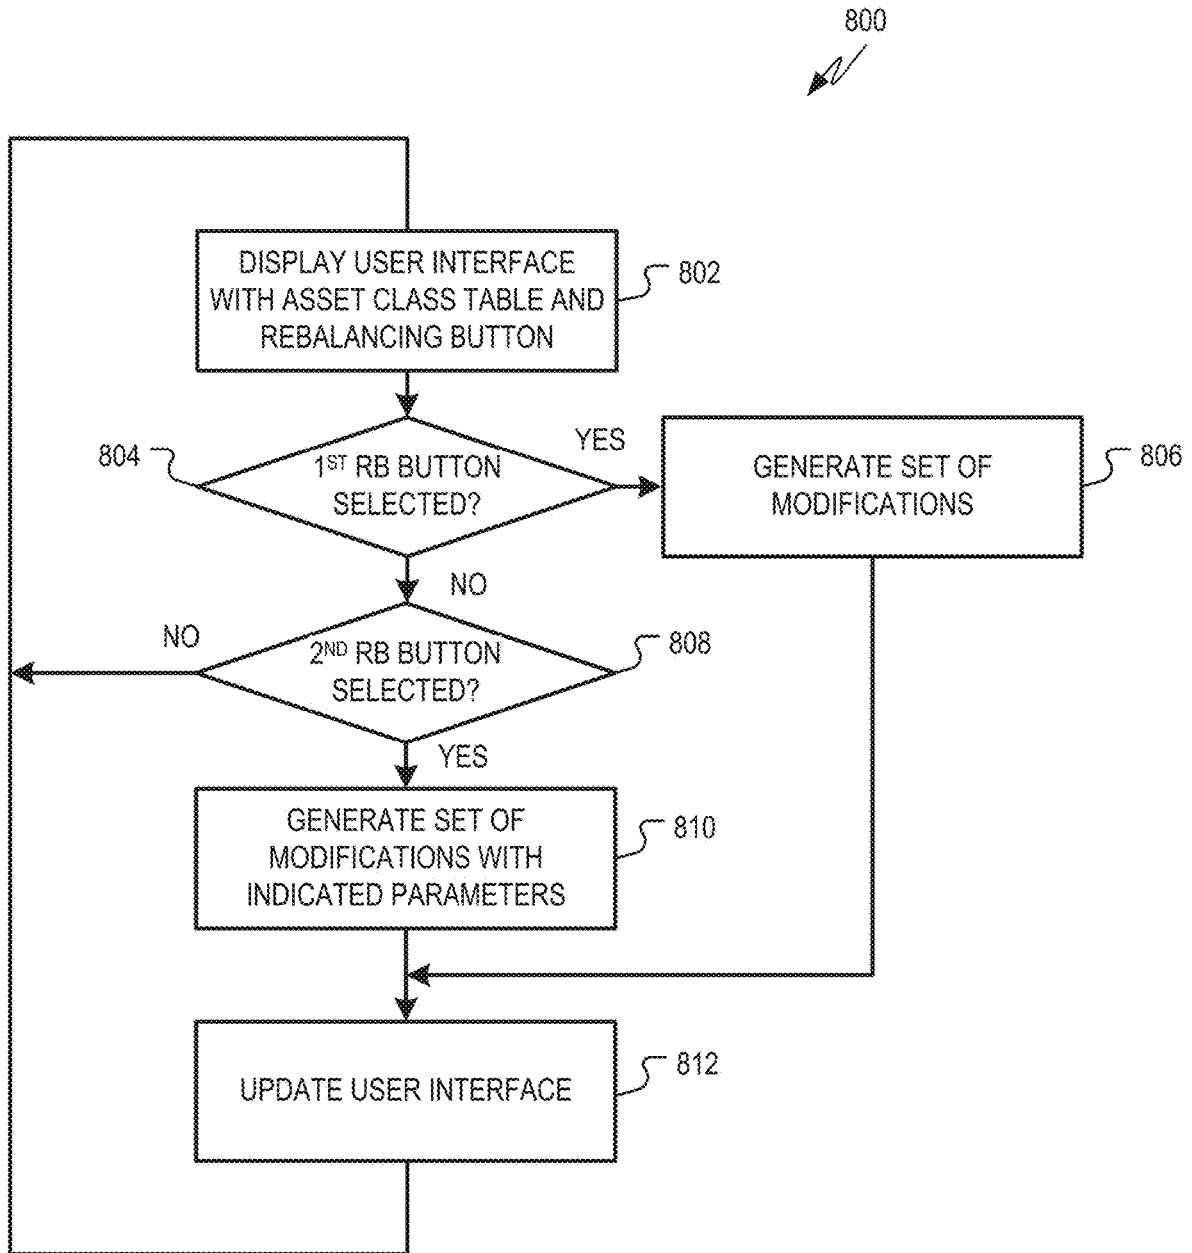 800
DISPLAY USER INTERFACE
WITH ASSET CLASS TABLE AND
REBALANCING BUTTON
802
804
1ST RB BUTTON
SELECTED?
YES
GENERATE SET OF
MODIFICATIONS
806
NO
NO
2ND RB BUTTON
SELECTED?
808
YES
GENERATE SET OF
MODIFICATIONS WITH
INDICATED PARAMETERS
810
UPDATE USER INTERFACE
812